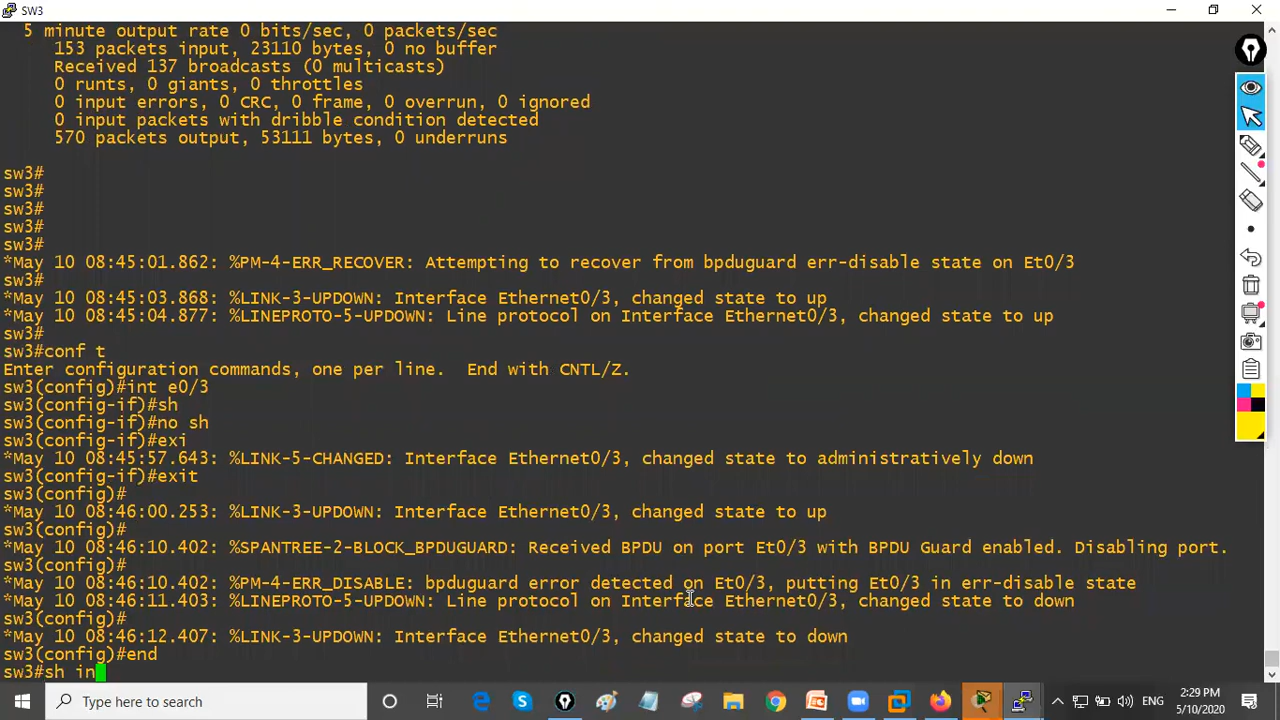 SW3
5 minute output rate 0 bits/sec, 0 packets/sec
153 packets input, 23110 bytes, 0 no buffer
Received 137 broadcasts (0 multicasts)
0 runts, 0 giants, 0 throttles
0 input errors, 0 CRC, 0 frame, 0 overrun, 0 ignored
0 input packets with dribble condition detected
570 packets output, 53111 bytes, 0 underruns
sw3#
sw3#
sw3#
sw3#
sw3#
*May 10 08:45:01.862: %PM-4-ERR_RECOVER: Attempting to recover from bpduguard err-disable state on Et0/3
sw3#
*May 10 08:45:03.868: %LINK-3-UPDOWN: Interface Ethernet0/3, changed state to up
*May 10 08:45:04.877: %LINEPROTO-5-UPDOWN: Line protocol on Interface Ethernet0/3, changed state to up
sw3#
sw3#conf t
Enter configuration commands, one per line.  End with CNTL/Z.
sw3(config)#int e0/3
sw3(config-if)#sh
sw3(config-if)#no sh
sw3(config-if)#exi
*May 10 08:45:57.643: %LINK-5-CHANGED: Interface Ethernet0/3, changed state to administratively down
sw3(config-if)#exit
sw3(config)#
*May 10 08:46:00.253: %LINK-3-UPDOWN: Interface Ethernet0/3, changed state to up
sw3(config)#
*May 10 08:46:10.402: %SPANTREE-2-BLOCK_BPDUGUARD: Received BPDU on port Et0/3 with BPDU Guard enabled. Disabling port.
sw3(config)#
*May 10 08:46:10.402: %PM-4-ERR_DISABLE: bpduguard error detected on Et0/3, putting Et0/3 in err-disable state
*May 10 08:46:11.403: %LINEPROTO-5-UPDOWN: Line protocol on Interface Ethernet0/3, changed state to down
sw3(config)#
*May 10 08:46:12.407: %LINK-3-UPDOWN: Interface Ethernet0/3, changed state to down
sw3(config)#end
sw3#sh in
Type here to search
ENG
2:29 PM
5/10/2020